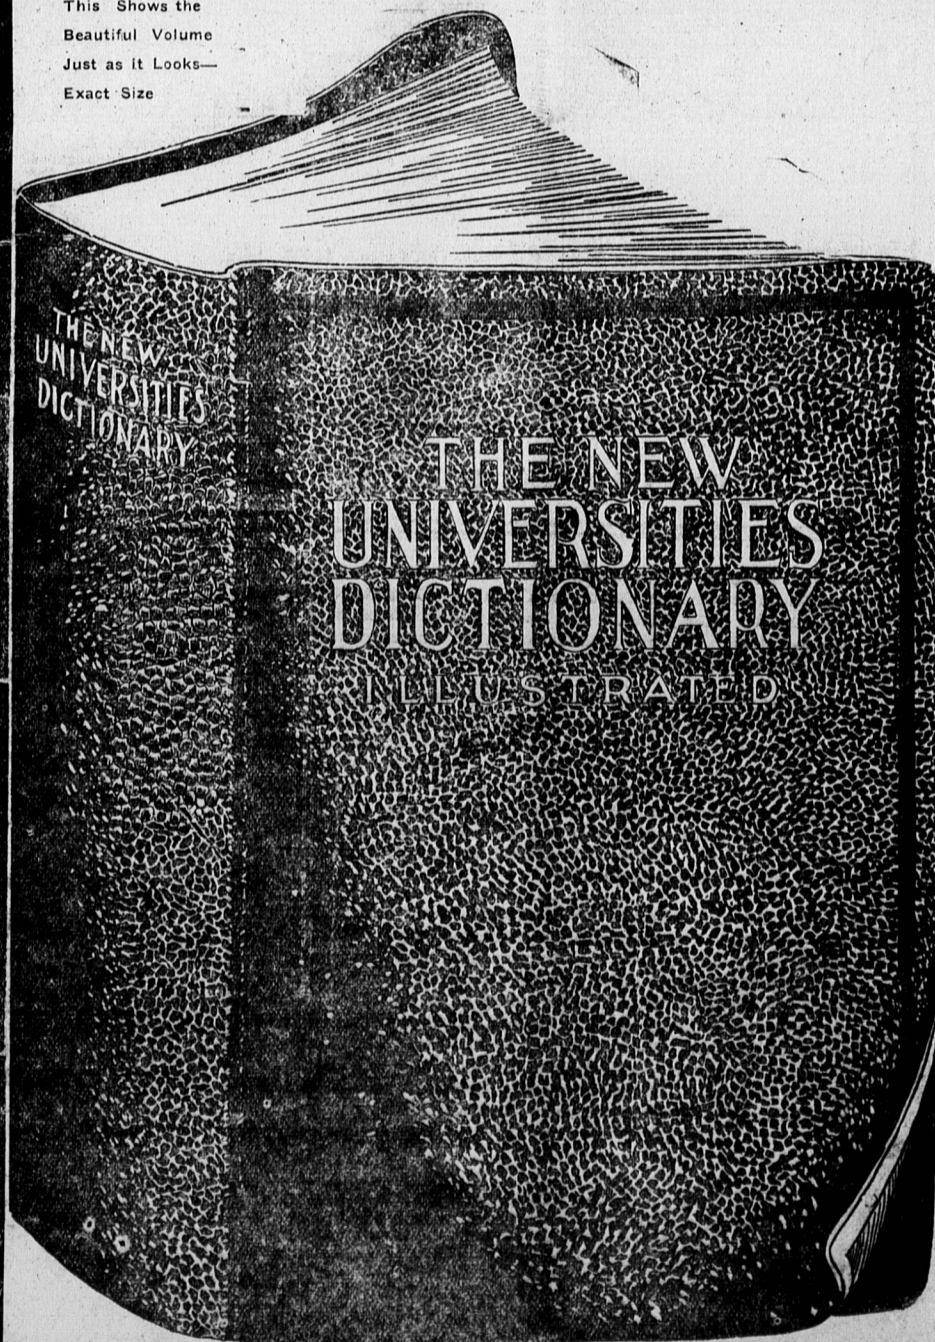 This Shows the
Beautiful Volume
Just as it Looks—
Exact Size
THE NEW
UNIVERSITIES
DICTIONARY
THE NEW
UNIVERSITIES
DICTIONARY
ILLUSTRATED